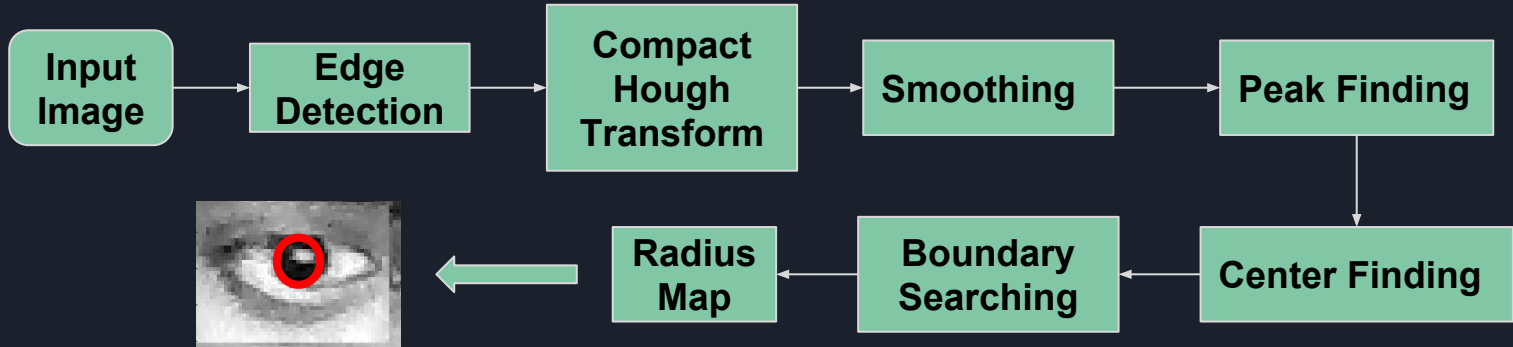 Input
Image
Edge
Detection
Compact
Hough
Transform
Smoothing
Peak Finding
Center Finding
Boundary
Searching
Radius
Map